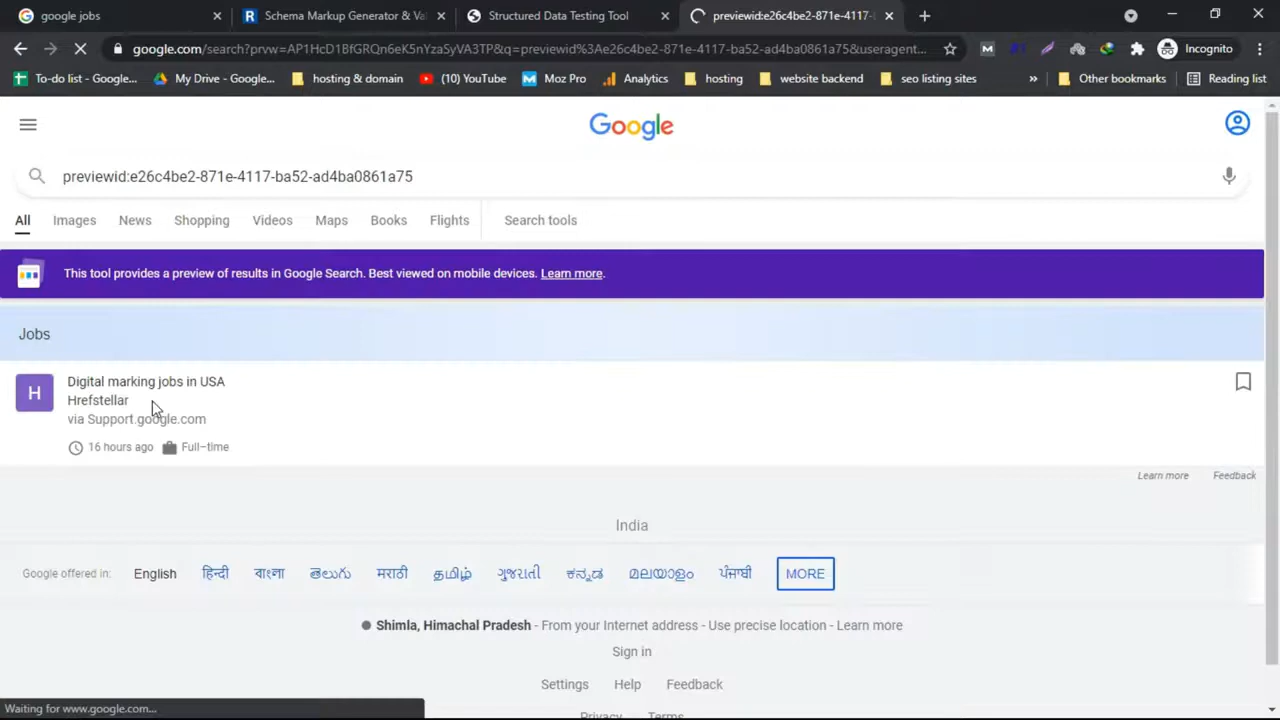 google jobs
Schema Markup Generator & Va
Structured Data Testing Tool
previewid:e26c4be2-871e-4117-
google.com/search?prvw=AP1HcD1BfGRQn6eK5nYzaSyVA3TP&q=previewid%3Ae26c4be2-871e-4117-ba52-ad4ba0861a75&useragent...
Incognito
To-do list - Google...
My Drive - Google...
hosting & domain
(10) YouTube
Moz Pro
Analytics
hosting
website backend
seo listing sites
»
Other bookmarks
Reading list
Google
previewid:e26c4be2-871e-4117-ba52-ad4ba0861a75
All
Images
News
Shopping
Videos
Maps
Books
Flights
Search tools
This tool provides a preview of results in Google Search. Best viewed on mobile devices. Learn more.
Jobs
H
Digital marking jobs in USA
Hrefstellar
via Support.google.com
16 hours ago
Full–time
Learn more
Feedback
India
Google offered in:
English
हिन्दी
বাংলা
తెలుగు
मराठी
தமிழ்
ગુજરાતી
ಕನ್ನಡ
മലയാളം
ਪੰਜਾਬੀ
MORE
Shimla, Himachal Pradesh - From your Internet address - Use precise location - Learn more
Sign in
Settings
Help
Feedback
Privacy
Terms
Waiting for www.google.com...